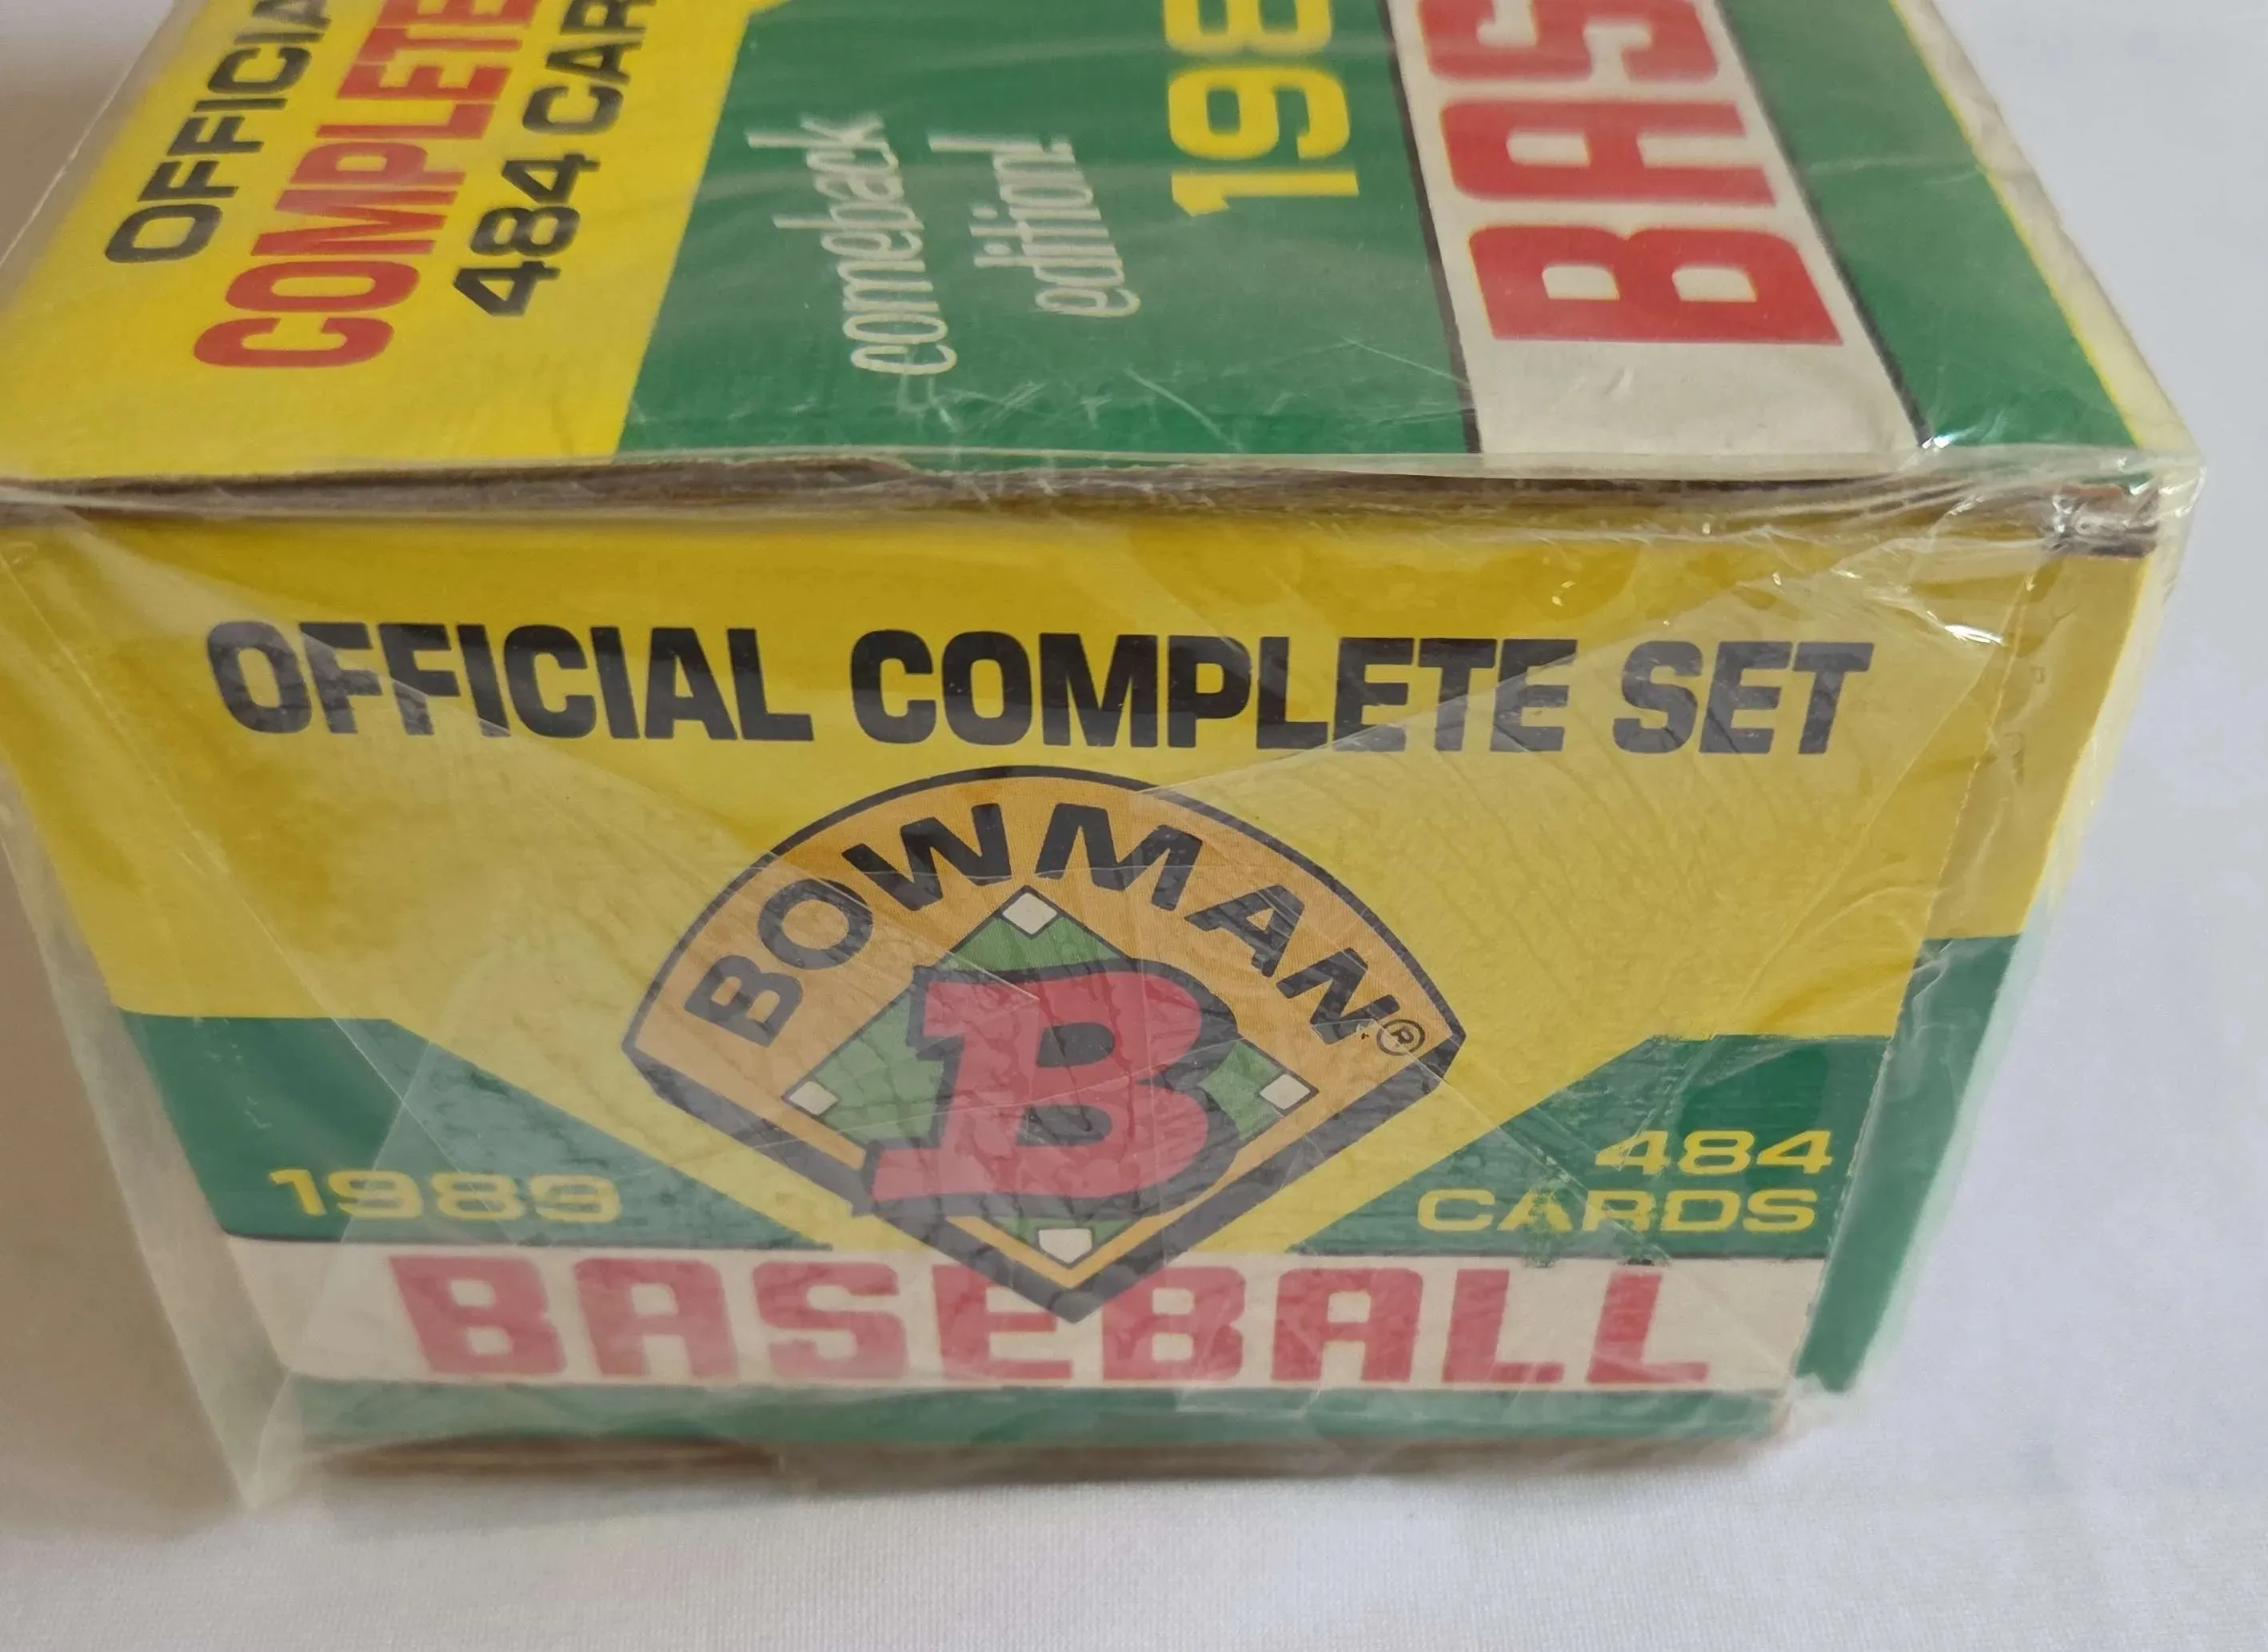 OFFICIA
COMPLETE
484 CAR
comeback
edition!
198
BAS
OFFICIAL COMPLETE SET
BOWMAN®
B
1989
484
CARDS
BASEBALL